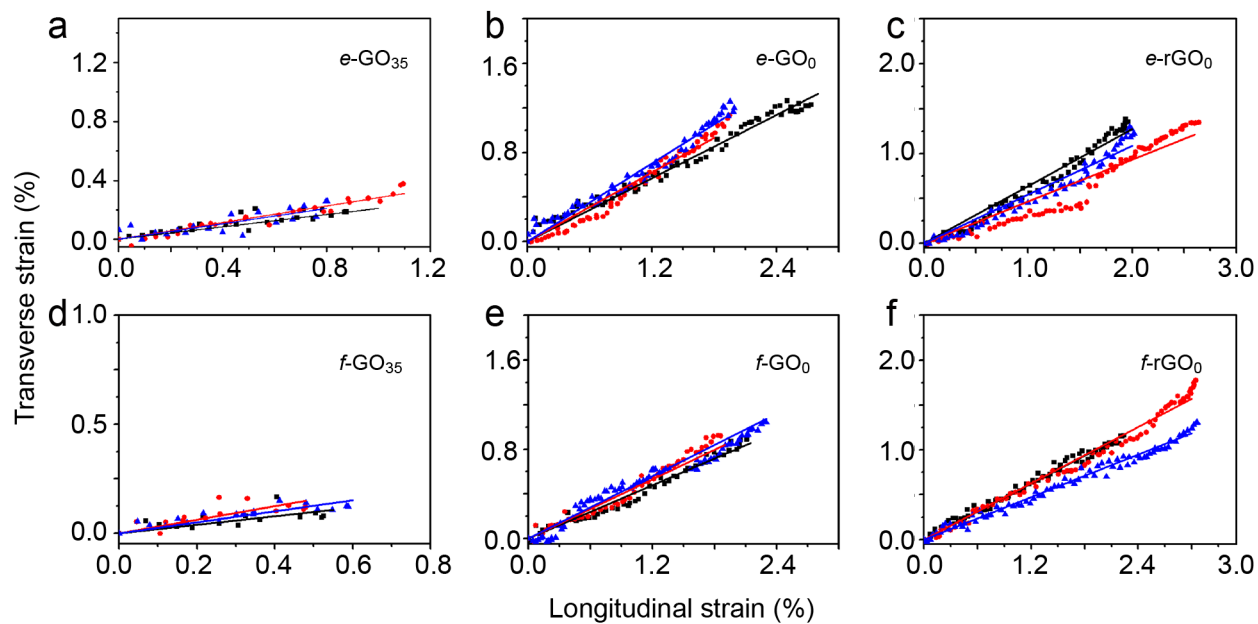 Transverse strain (%)
a
e-GO₃₅
1.2
0.8
0.4
0.0
0.0 0.4 0.8 1.2
b
e-GO₀
1.6
0.8
0.0
0.0 1.2 2.4
c
e-rGO₀
2.0
1.0
0.0
0.0 1.0 2.0 3.0
d
f-GO₃₅
1.0
0.5
0.0
0.0 0.2 0.4 0.6 0.8
e
f-GO₀
1.6
0.8
0.0
0.0 1.2 2.4
f
f-rGO₀
2.0
1.0
0.0
0.0 1.2 2.4 3.0
Longitudinal strain (%)